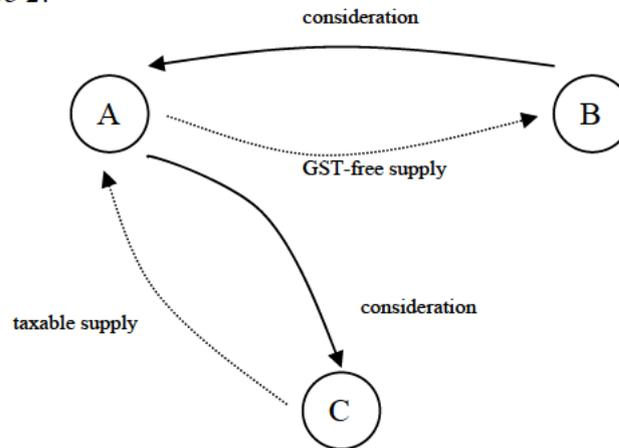 consideration
A
B
GST-free supply
consideration
taxable supply
C